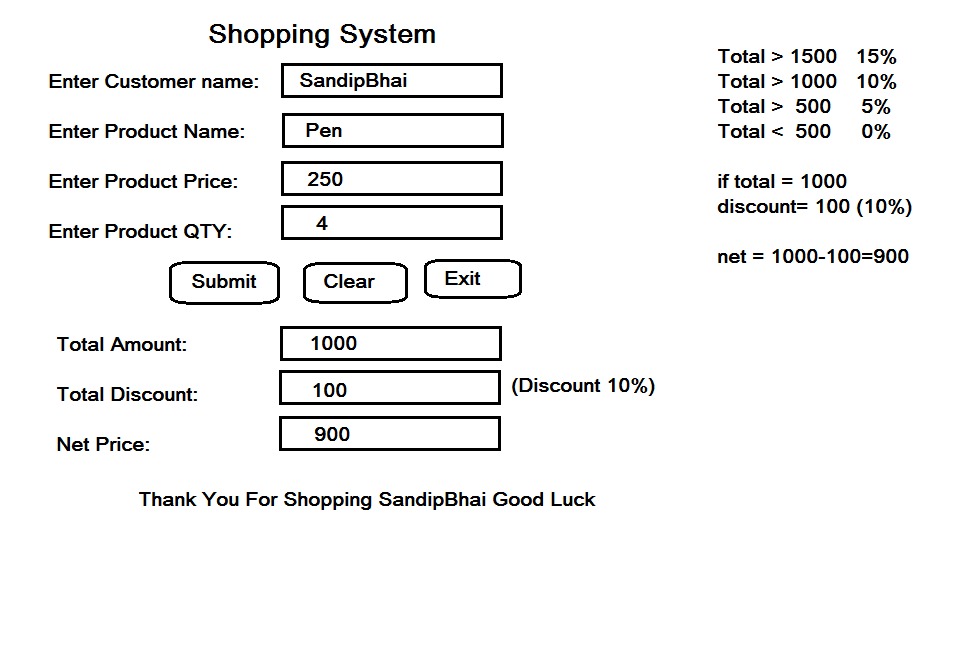 Shopping System
Enter Customer name: SandipBhai
Enter Product Name: Pen
Enter Product Price: 250
Enter Product QTY: 4
Submit Clear Exit
Total Amount: 1000
Total Discount: 100 (Discount 10%)
Net Price: 900
Thank You For Shopping SandipBhai Good Luck
Total > 1500 15%
Total > 1000 10%
Total > 500 5%
Total < 500 0%
if total = 1000
discount= 100 (10%)
net = 1000-100=900